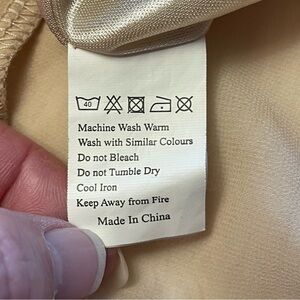 40
Machine Wash Warm
Wash with Similar Colours
Do not Bleach
Do not Tumble Dry
Cool Iron
Keep Away from Fire
Made In China